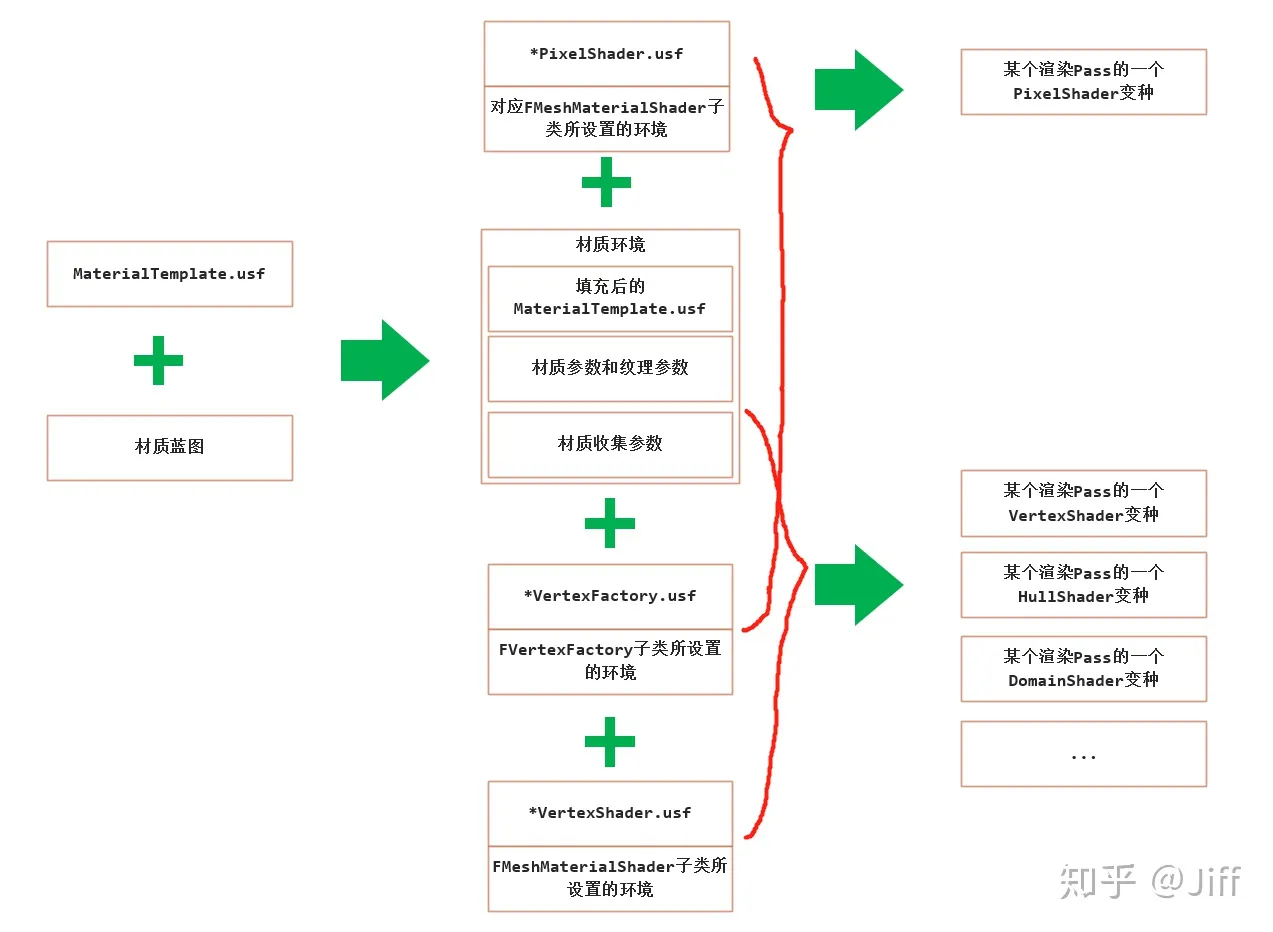 MaterialTemplate.usf
材质蓝图
*PixelShader.usf
对应FMeshMaterialShader子
类所设置的环境
材质环境
填充后的
MaterialTemplate.usf
材质参数和纹理参数
材质收集参数
*VertexFactory.usf
FVertexFactory子类所设置
的环境
*VertexShader.usf
FMeshMaterialShader子类所
设置的环境
某个渲染Pass的一个
PixelShader变种
某个渲染Pass的一个
VertexShader变种
某个渲染Pass的一个
HullShader变种
某个渲染Pass的一个
DomainShader变种
...
知乎 @Jiff